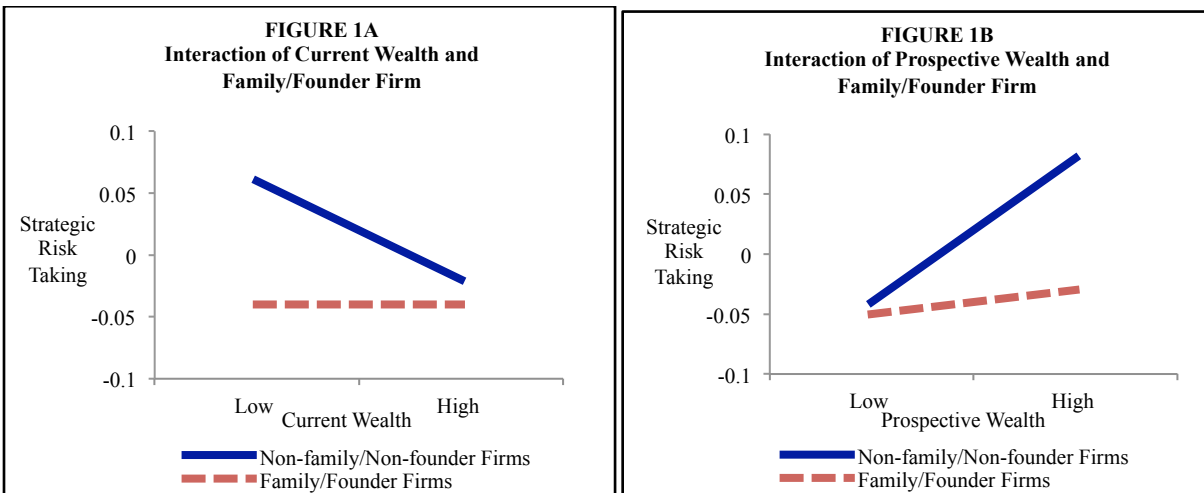 FIGURE 1A
Interaction of Current Wealth and
Family/Founder Firm
0.1
0.05
0
-0.05
-0.1
Strategic
Risk
Taking
Low
High
Current Wealth
Non-family/Non-founder Firms
Family/Founder Firms
FIGURE 1B
Interaction of Prospective Wealth and
Family/Founder Firm
0.1
0.05
0
-0.05
-0.1
Strategic
Risk
Taking
Low
High
Prospective Wealth
Non-family/Non-founder Firms
Family/Founder Firms